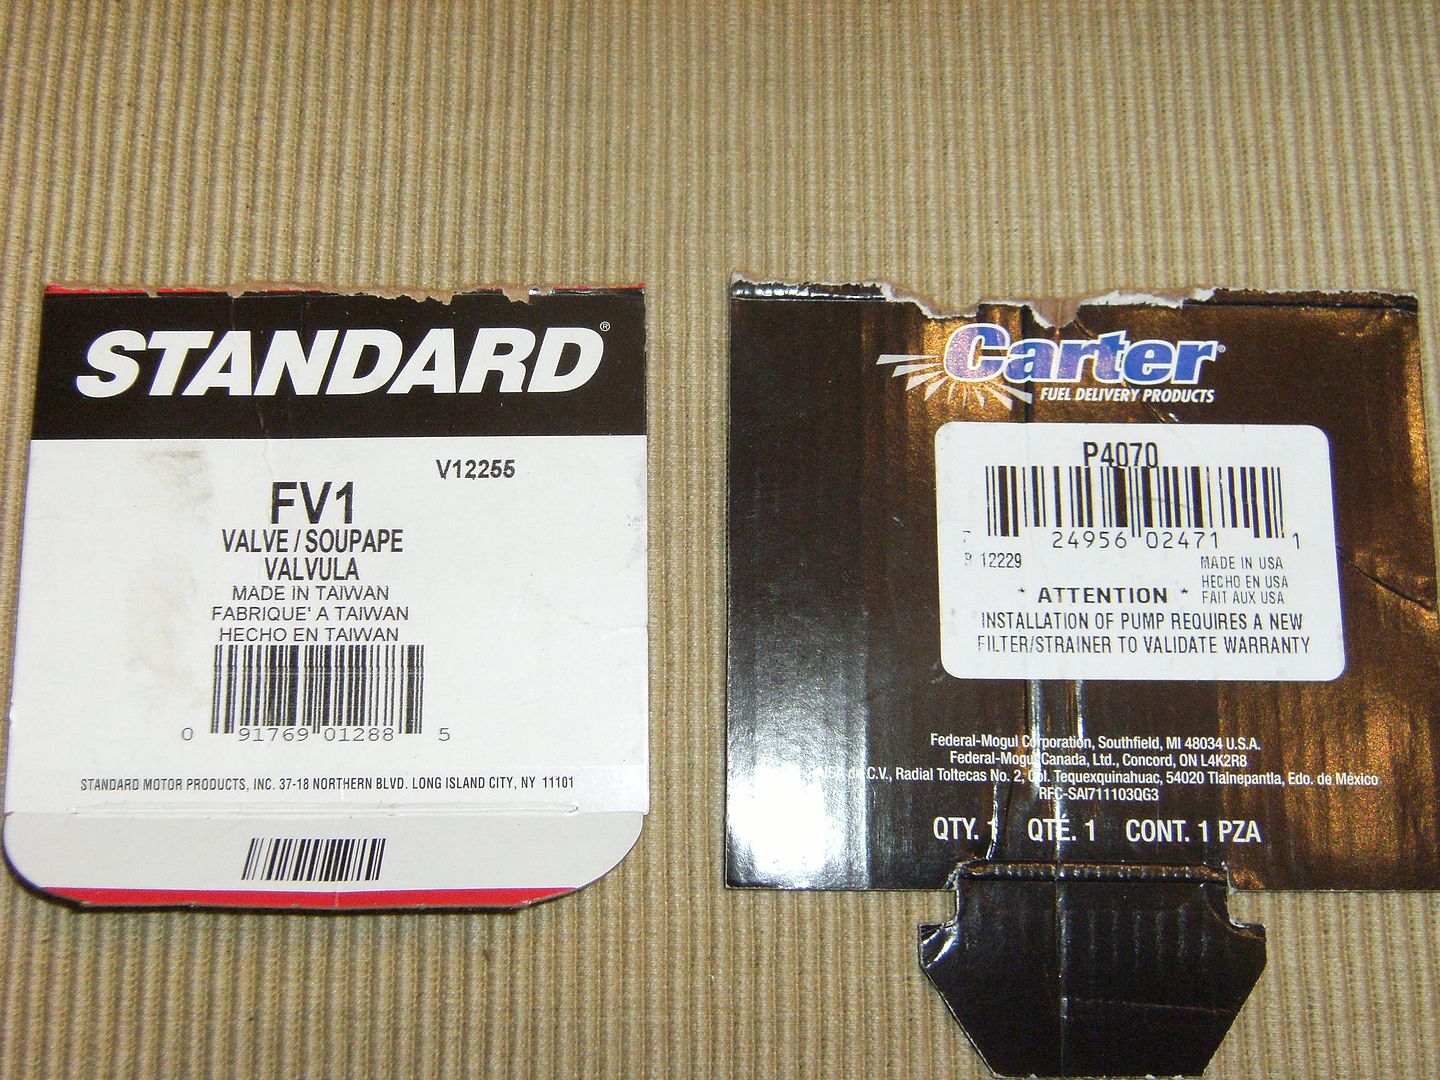 STANDARD®
V12255
FV1
VALVE / SOUPAPE
VALVULA
MADE IN TAIWAN
FABRIQUE' A TAIWAN
HECHO EN TAIWAN
0 91769 01288 5
STANDARD MOTOR PRODUCTS, INC. 37-18 NORTHERN BLVD. LONG ISLAND CITY, NY 11101
Carter®
FUEL DELIVERY PRODUCTS
P4070
24956 02471 1
12229
MADE IN USA
HECHO EN USA
FAIT AUX USA
* ATTENTION *
INSTALLATION OF PUMP REQUIRES A NEW
FILTER/STRAINER TO VALIDATE WARRANTY
Federal-Mogul Corporation, Southfield, MI 48034 U.S.A.
Federal-Mogul Canada, Ltd., Concord, ON L4K2R8
de C.V., Radial Toltecas No. 2, Col. Tequexquinahuac, 54020 Tlalnepantla, Edo. de México
RFC-SAI711103QG3
QTY. 1 QTÉ. 1 CONT. 1 PZA